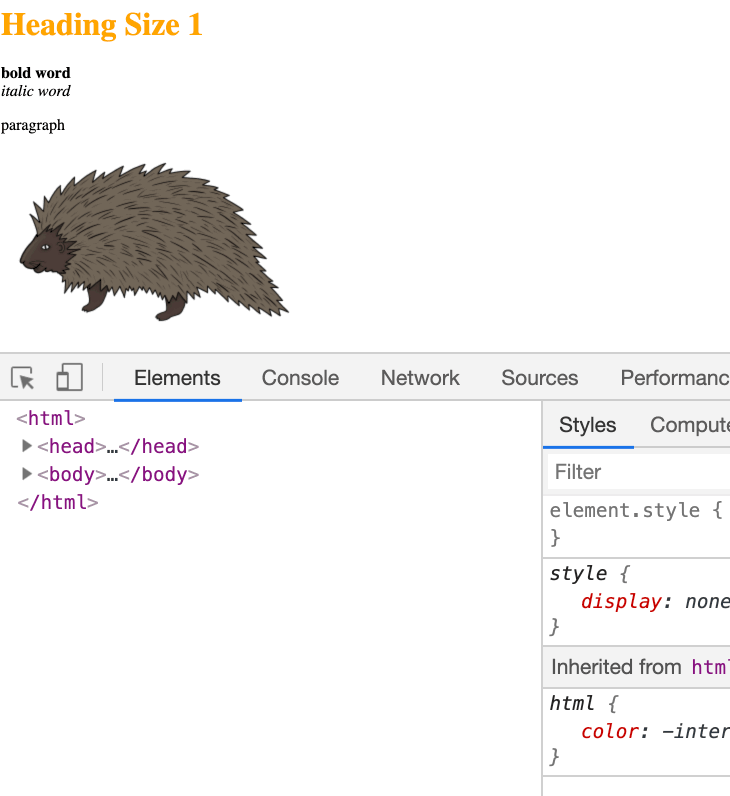 Heading Size 1
bold word
italic word
paragraph
Elements Console Network Sources Performanc
<html>
<head>…</head>
<body>…</body>
</html>
Styles Compute
Filter
element.style {
}
style {
display: none
}
Inherited from html
html {
color: -inter
}